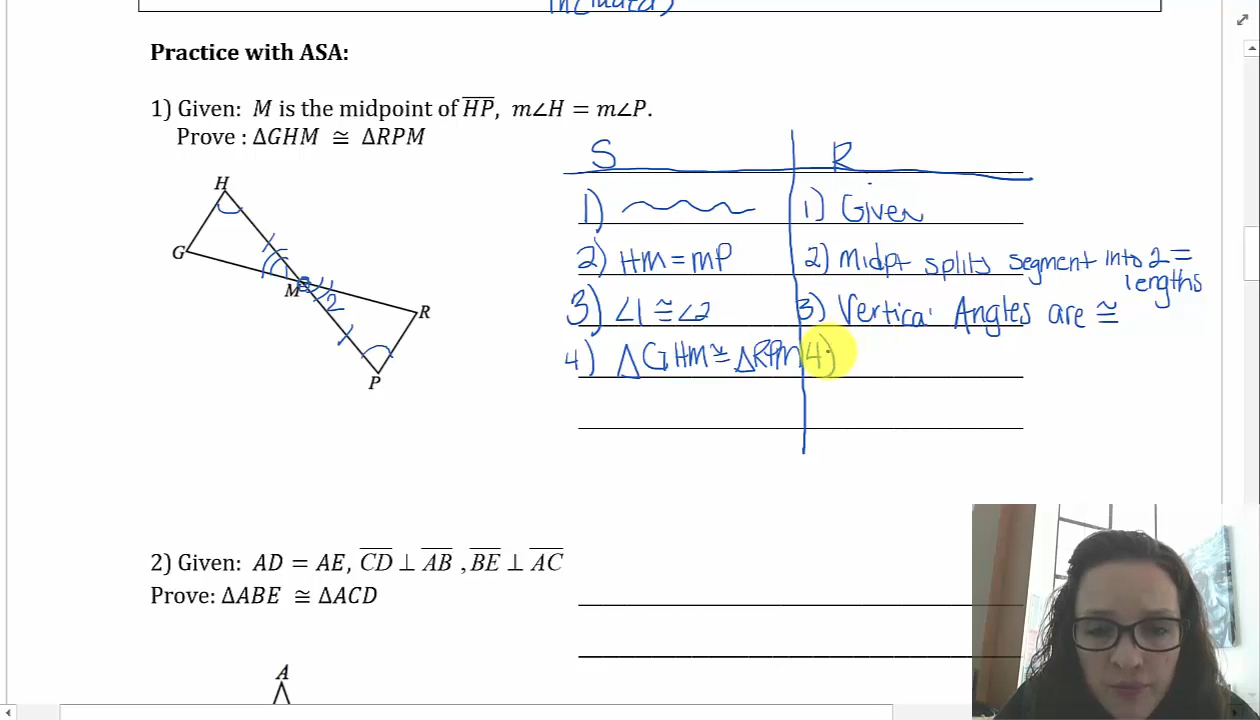 included)
Practice with ASA:
1) Given: M is the midpoint of HP, m∠H = m∠P.
Prove : ΔGHM ≅ ΔRPM
S R
1) 1) Given
2) HM = MP 2) Midpt splits segment into 2 = lengths
3) ∠1 ≅ ∠2 3) Vertical Angles are ≅
4) ΔGHM ≅ ΔRPM 4)
H
G
M
2
R
P
2) Given: AD = AE, CD ⊥ AB , BE ⊥ AC
Prove: ΔABE ≅ ΔACD
A